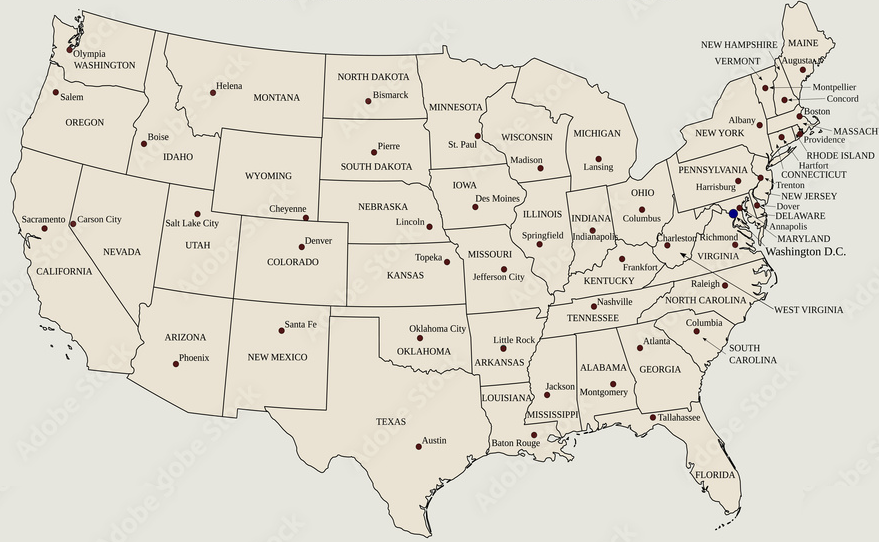 NEW HAMPSHIRE
MAINE
VERMONT
Augusta
Olympia
WASHINGTON
Montpellier
Concord
Boston
Helena
MONTANA
NORTH DAKOTA
Bismarck
MINNESOTA
St. Paul
WISCONSIN
Madison
MICHIGAN
Lansing
Albany
NEW YORK
MASSACH
Providence
RHODE ISLAND
Hartfort
CONNECTICUT
Salem
OREGON
Boise
IDAHO
Pierre
SOUTH DAKOTA
WYOMING
Cheyenne
NEBRASKA
Lincoln
IOWA
Des Moines
ILLINOIS
Springfield
INDIANA
Indianapolis
OHIO
Columbus
PENNSYLVANIA
Harrisburg
Trenton
NEW JERSEY
Dover
DELAWARE
Annapolis
MARYLAND
Washington D.C.
Sacramento
Carson City
NEVADA
CALIFORNIA
Salt Lake City
UTAH
Denver
COLORADO
Topeka
KANSAS
MISSOURI
Jefferson City
Frankfort
KENTUCKY
Charleston
Richmond
VIRGINIA
WEST VIRGINIA
Raleigh
NORTH CAROLINA
Nashville
TENNESSEE
Columbia
SOUTH
CAROLINA
ARIZONA
Phoenix
Santa Fe
NEW MEXICO
Oklahoma City
OKLAHOMA
Little Rock
ARKANSAS
Atlanta
GEORGIA
ALABAMA
Montgomery
Jackson
MISSISSIPPI
LOUISIANA
Baton Rouge
TEXAS
Austin
Tallahassee
FLORIDA
Adobe Stock